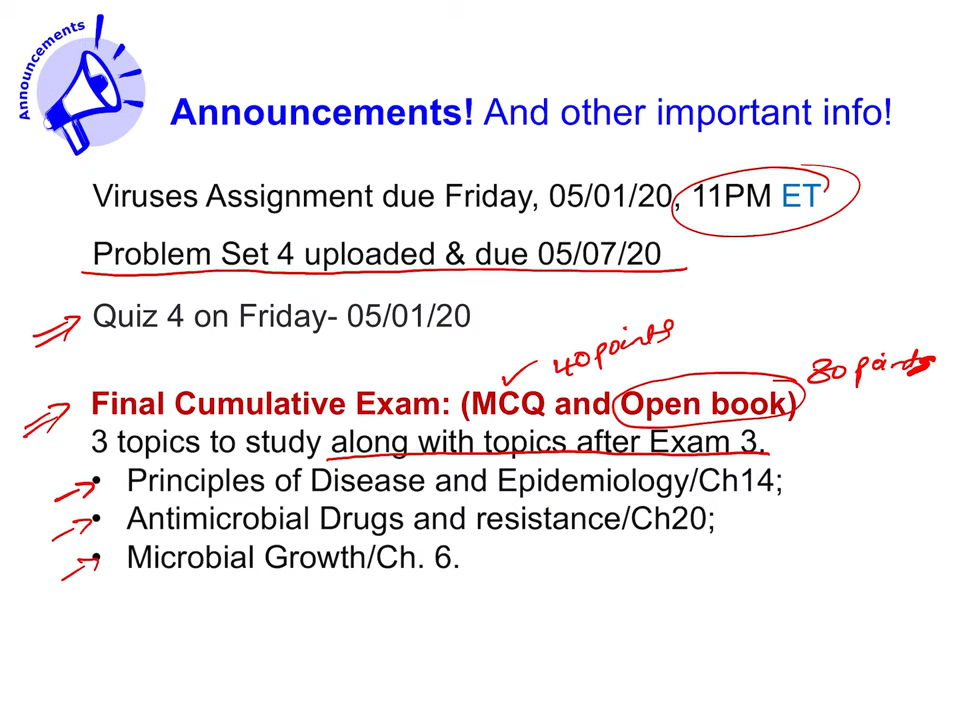 Announcements
Announcements! And other important info!
Viruses Assignment due Friday, 05/01/20, 11PM ET
Problem Set 4 uploaded & due 05/07/20
Quiz 4 on Friday- 05/01/20
40 points
80 points
Final Cumulative Exam: (MCQ and Open book)
3 topics to study along with topics after Exam 3.
• Principles of Disease and Epidemiology/Ch14;
• Antimicrobial Drugs and resistance/Ch20;
• Microbial Growth/Ch. 6.